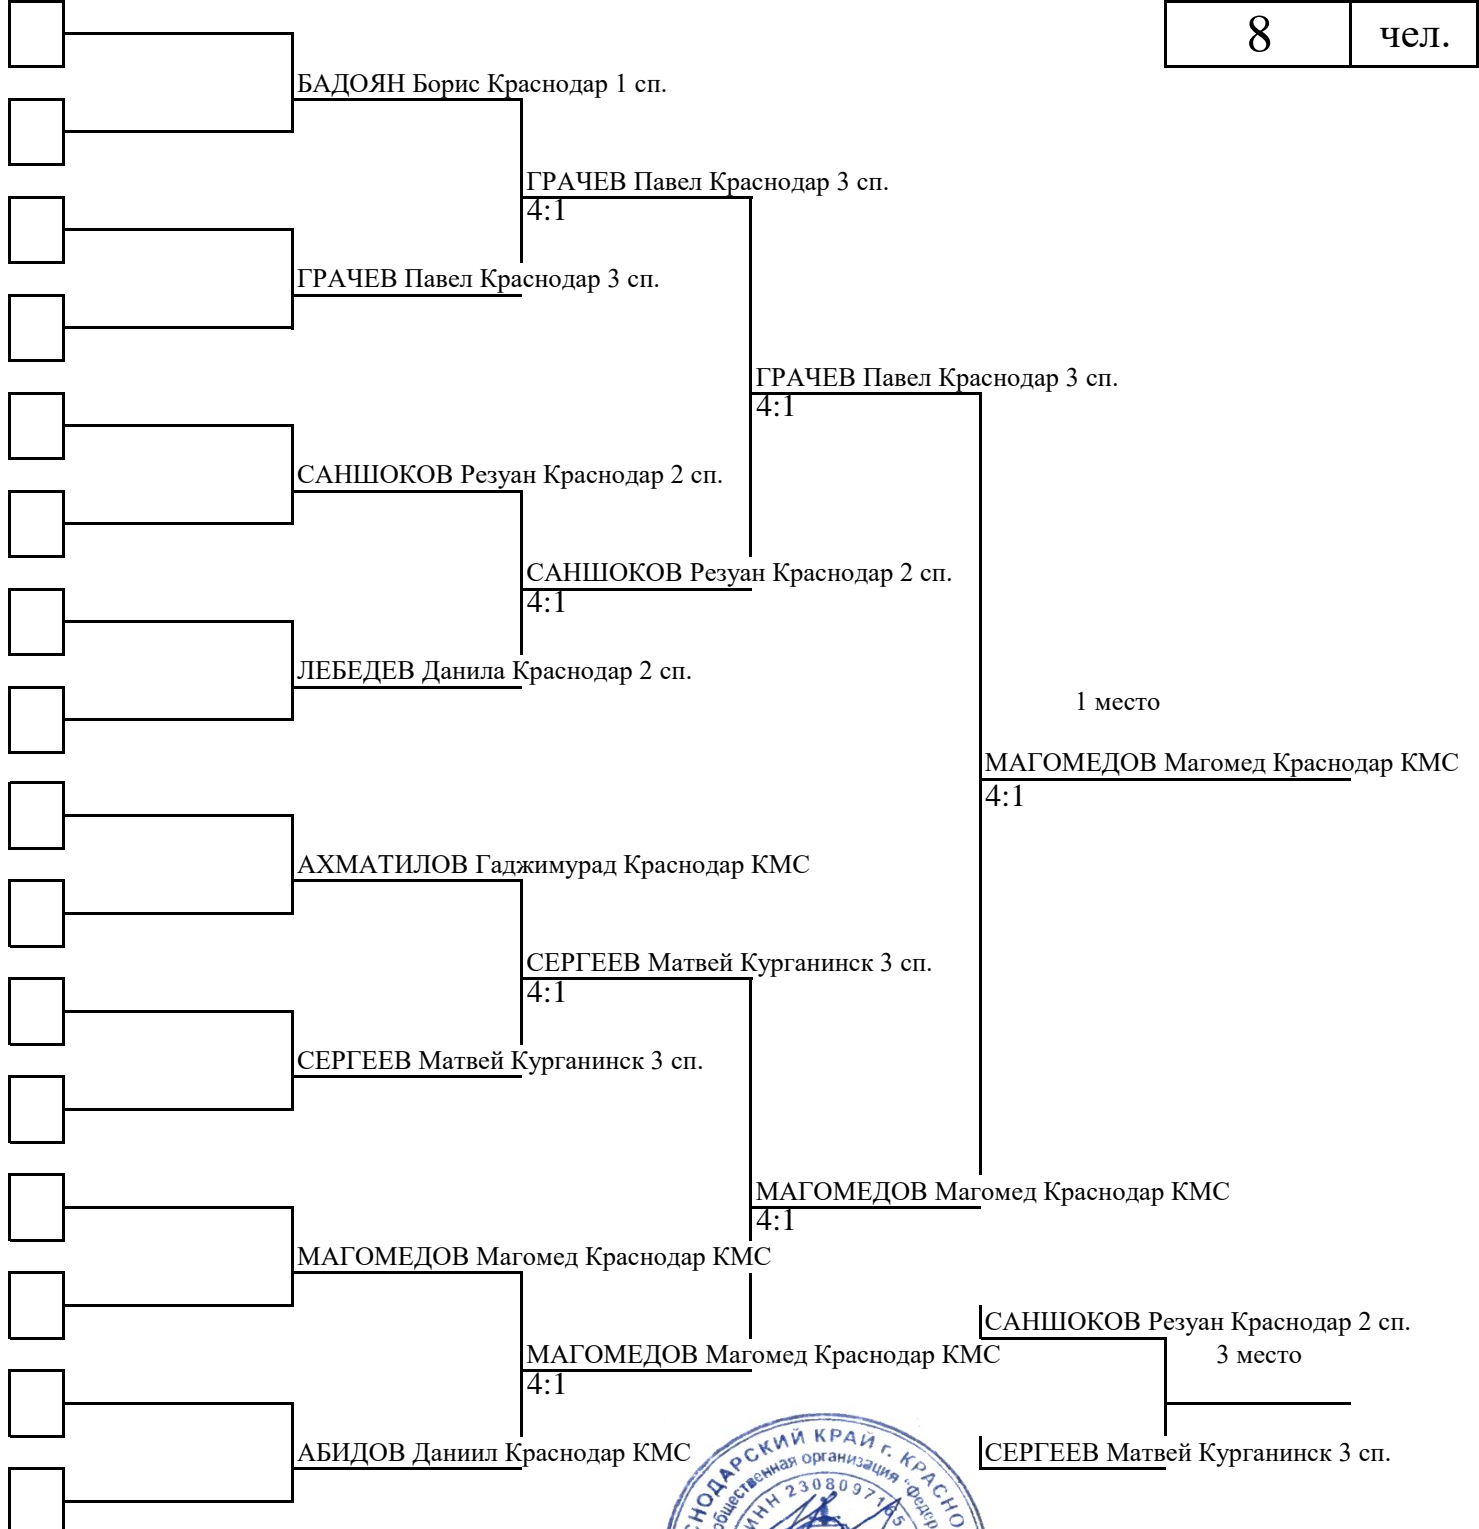 8 чел.
БАДОЯН Борис Краснодар 1 сп.
ГРАЧЕВ Павел Краснодар 3 сп.
4:1
ГРАЧЕВ Павел Краснодар 3 сп.
ГРАЧЕВ Павел Краснодар 3 сп.
4:1
САНШОКОВ Резуан Краснодар 2 сп.
САНШОКОВ Резуан Краснодар 2 сп.
4:1
ЛЕБЕДЕВ Данила Краснодар 2 сп.
1 место
МАГОМЕДОВ Магомед Краснодар КМС
4:1
АХМАТИЛОВ Гаджимурад Краснодар КМС
СЕРГЕЕВ Матвей Курганинск 3 сп.
4:1
СЕРГЕЕВ Матвей Курганинск 3 сп.
МАГОМЕДОВ Магомед Краснодар КМС
4:1
МАГОМЕДОВ Магомед Краснодар КМС
САНШОКОВ Резуан Краснодар 2 сп.
3 место
МАГОМЕДОВ Магомед Краснодар КМС
4:1
АБИДОВ Даниил Краснодар КМС
СЕРГЕЕВ Матвей Курганинск 3 сп.
КРАЙ г.
организация
ИНН 2308097165